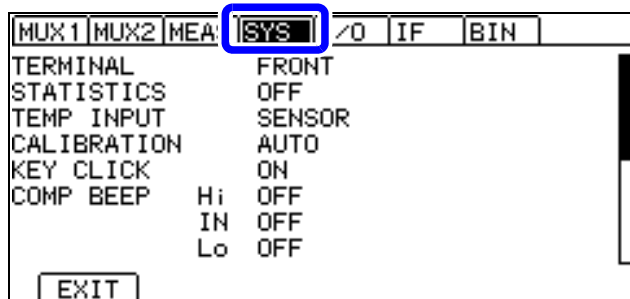 MUX1 MUX2 MEA SYS /O IF BIN
TERMINAL FRONT
STATISTICS OFF
TEMP INPUT SENSOR
CALIBRATION AUTO
KEY CLICK ON
COMP BEEP Hi OFF
IN OFF
Lo OFF
EXIT